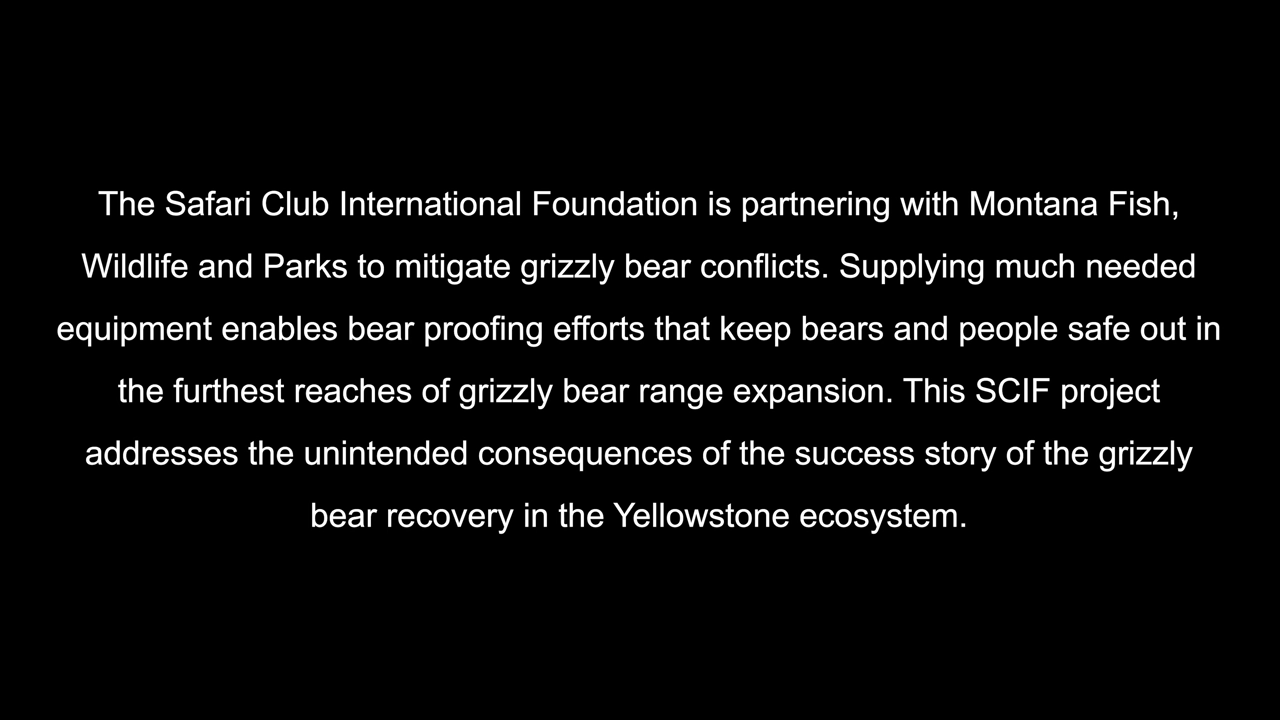 The Safari Club International Foundation is partnering with Montana Fish,
Wildlife and Parks to mitigate grizzly bear conflicts. Supplying much needed
equipment enables bear proofing efforts that keep bears and people safe out in
the furthest reaches of grizzly bear range expansion. This SCIF project
addresses the unintended consequences of the success story of the grizzly
bear recovery in the Yellowstone ecosystem.